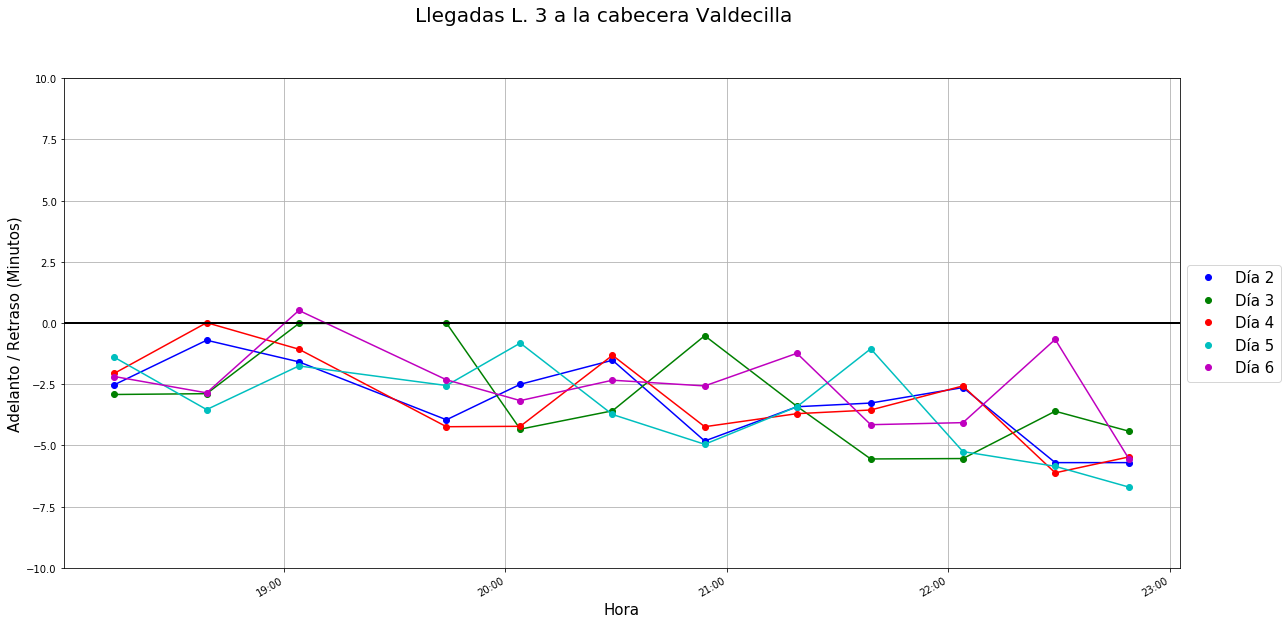 Llegadas L. 3 a la cabecera Valdecilla
10.0
7.5
5.0
2.5
0.0
−2.5
−5.0
−7.5
−10.0
Adelanto / Retraso (Minutos)
19:00
20:00
21:00
22:00
23:00
Hora
Día 2
Día 3
Día 4
Día 5
Día 6